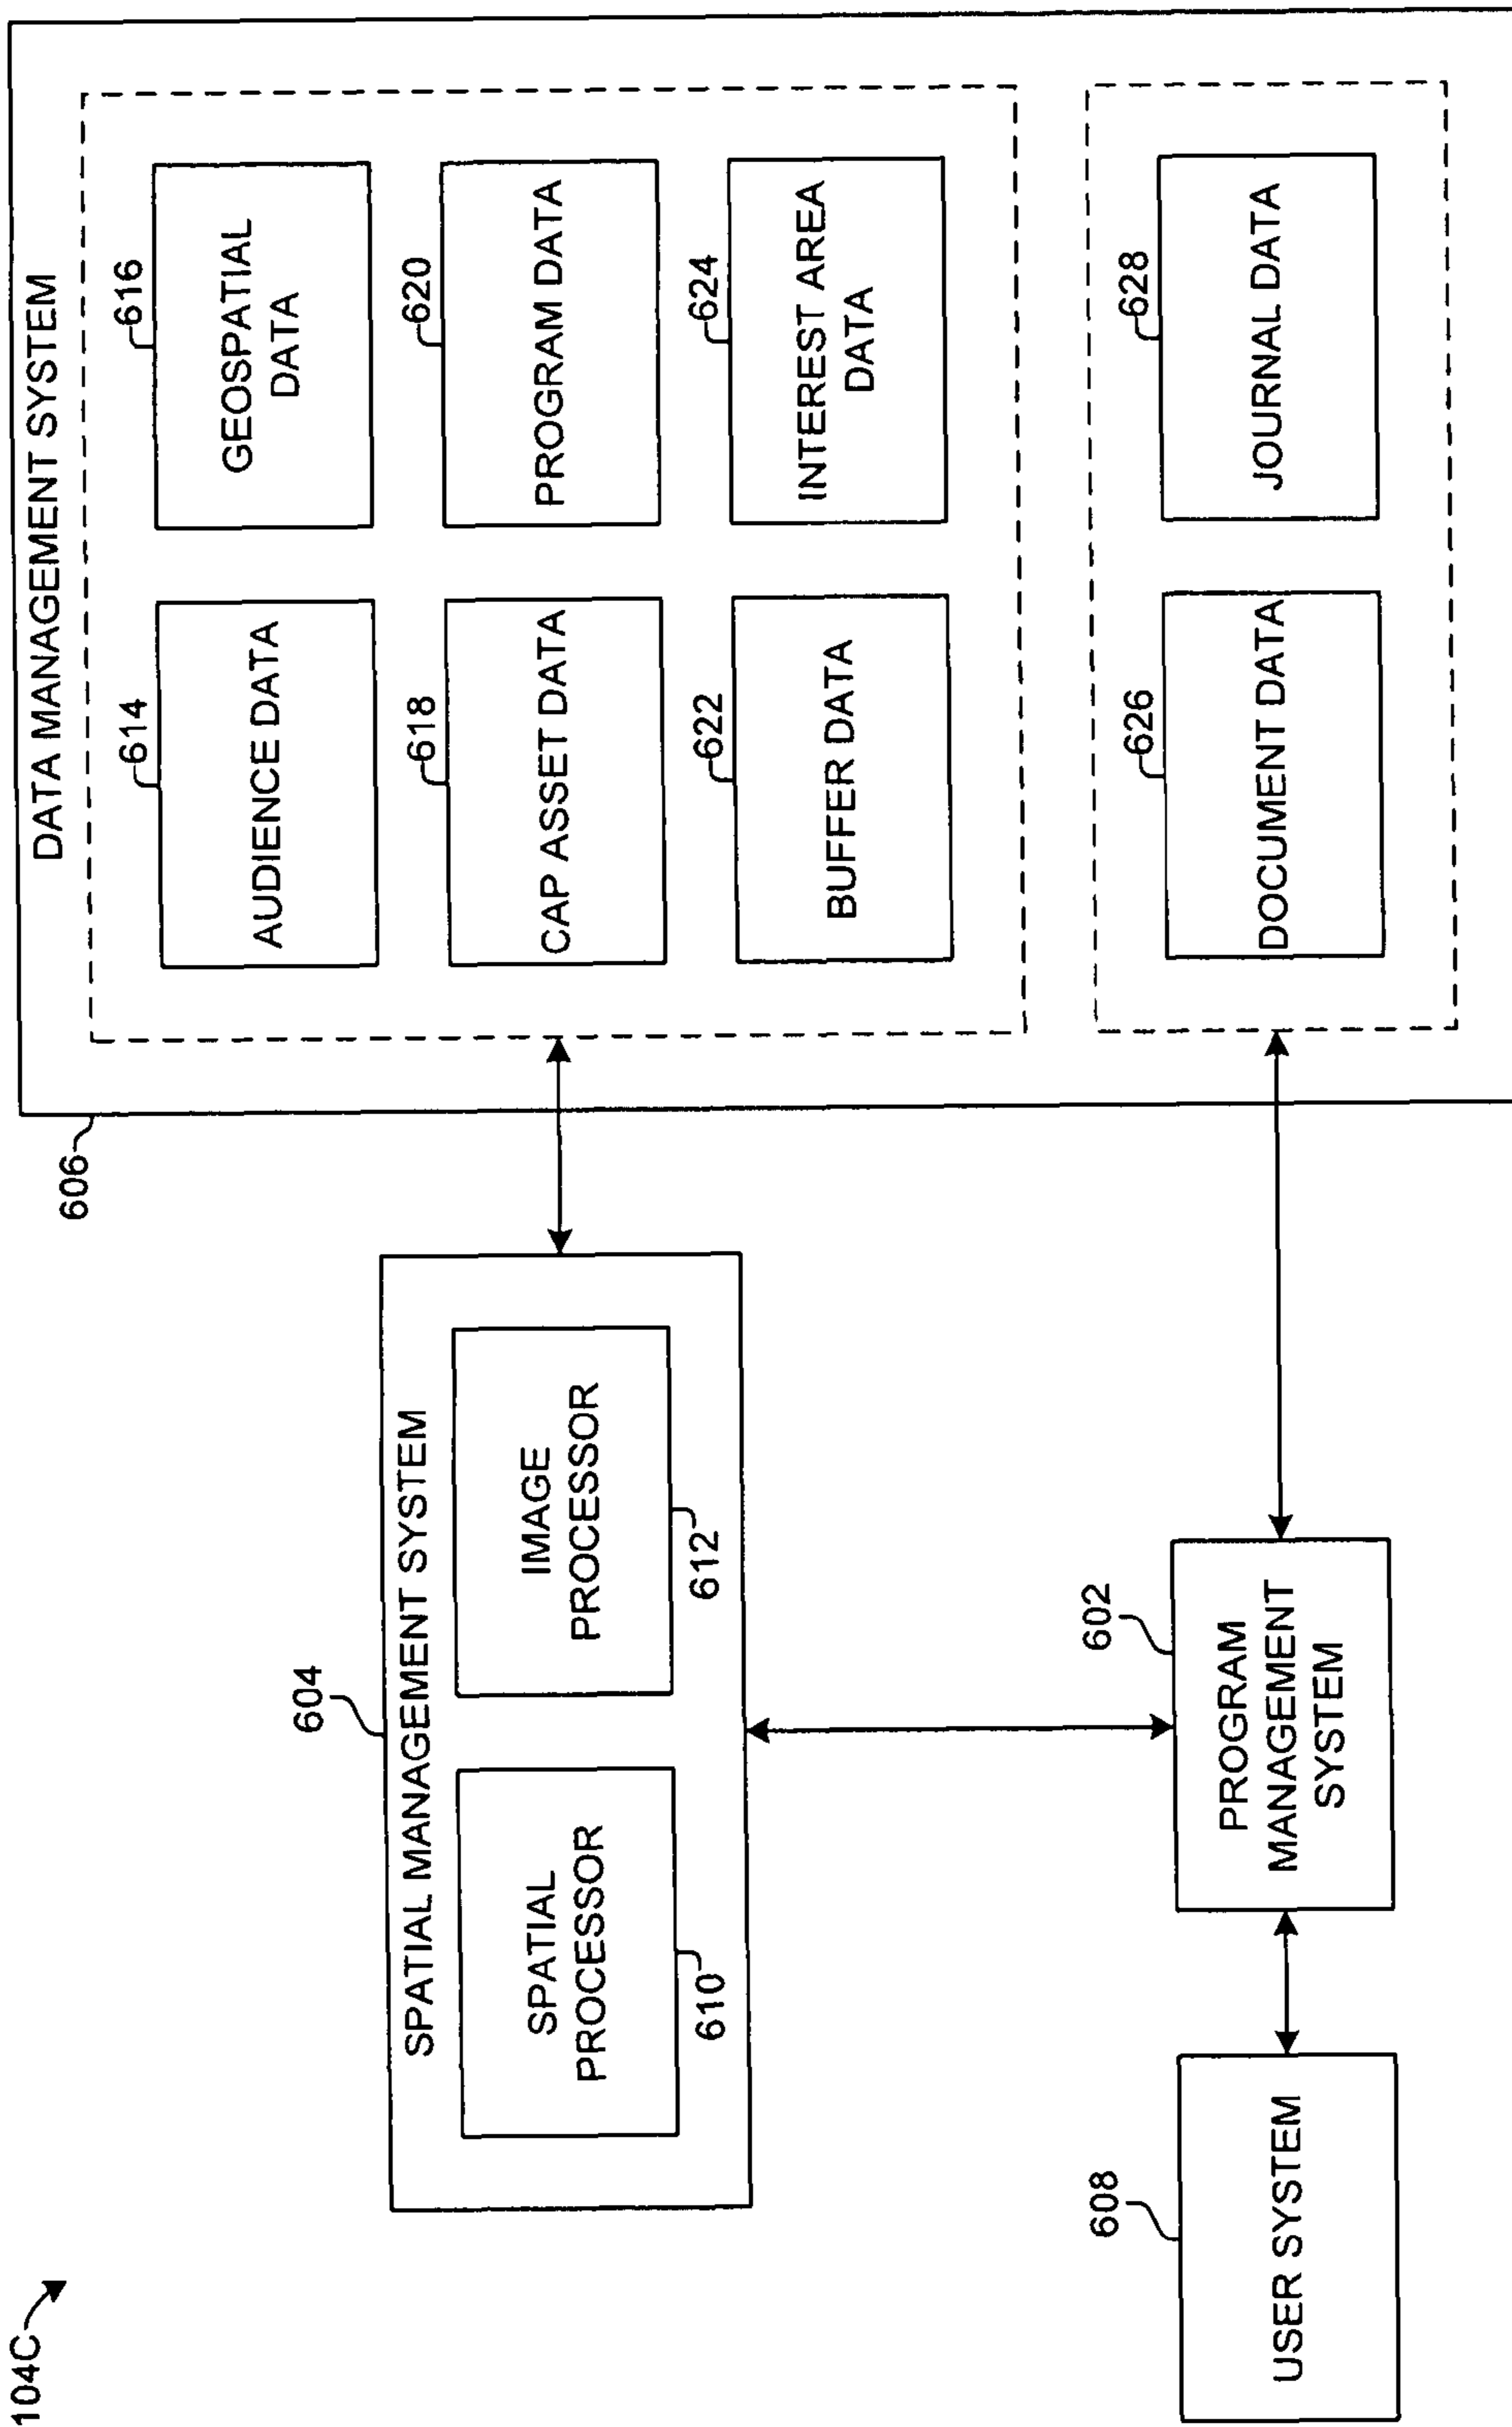 104C
DATA MANAGEMENT SYSTEM
606
614
AUDIENCE DATA
616
GEOSPATIAL
DATA
618
CAP ASSET DATA
620
PROGRAM DATA
622
BUFFER DATA
624
INTEREST AREA
DATA
626
DOCUMENT DATA
628
JOURNAL DATA
604
SPATIAL MANAGEMENT SYSTEM
SPATIAL
PROCESSOR
610
IMAGE
PROCESSOR
612
608
USER SYSTEM
602
PROGRAM
MANAGEMENT
SYSTEM